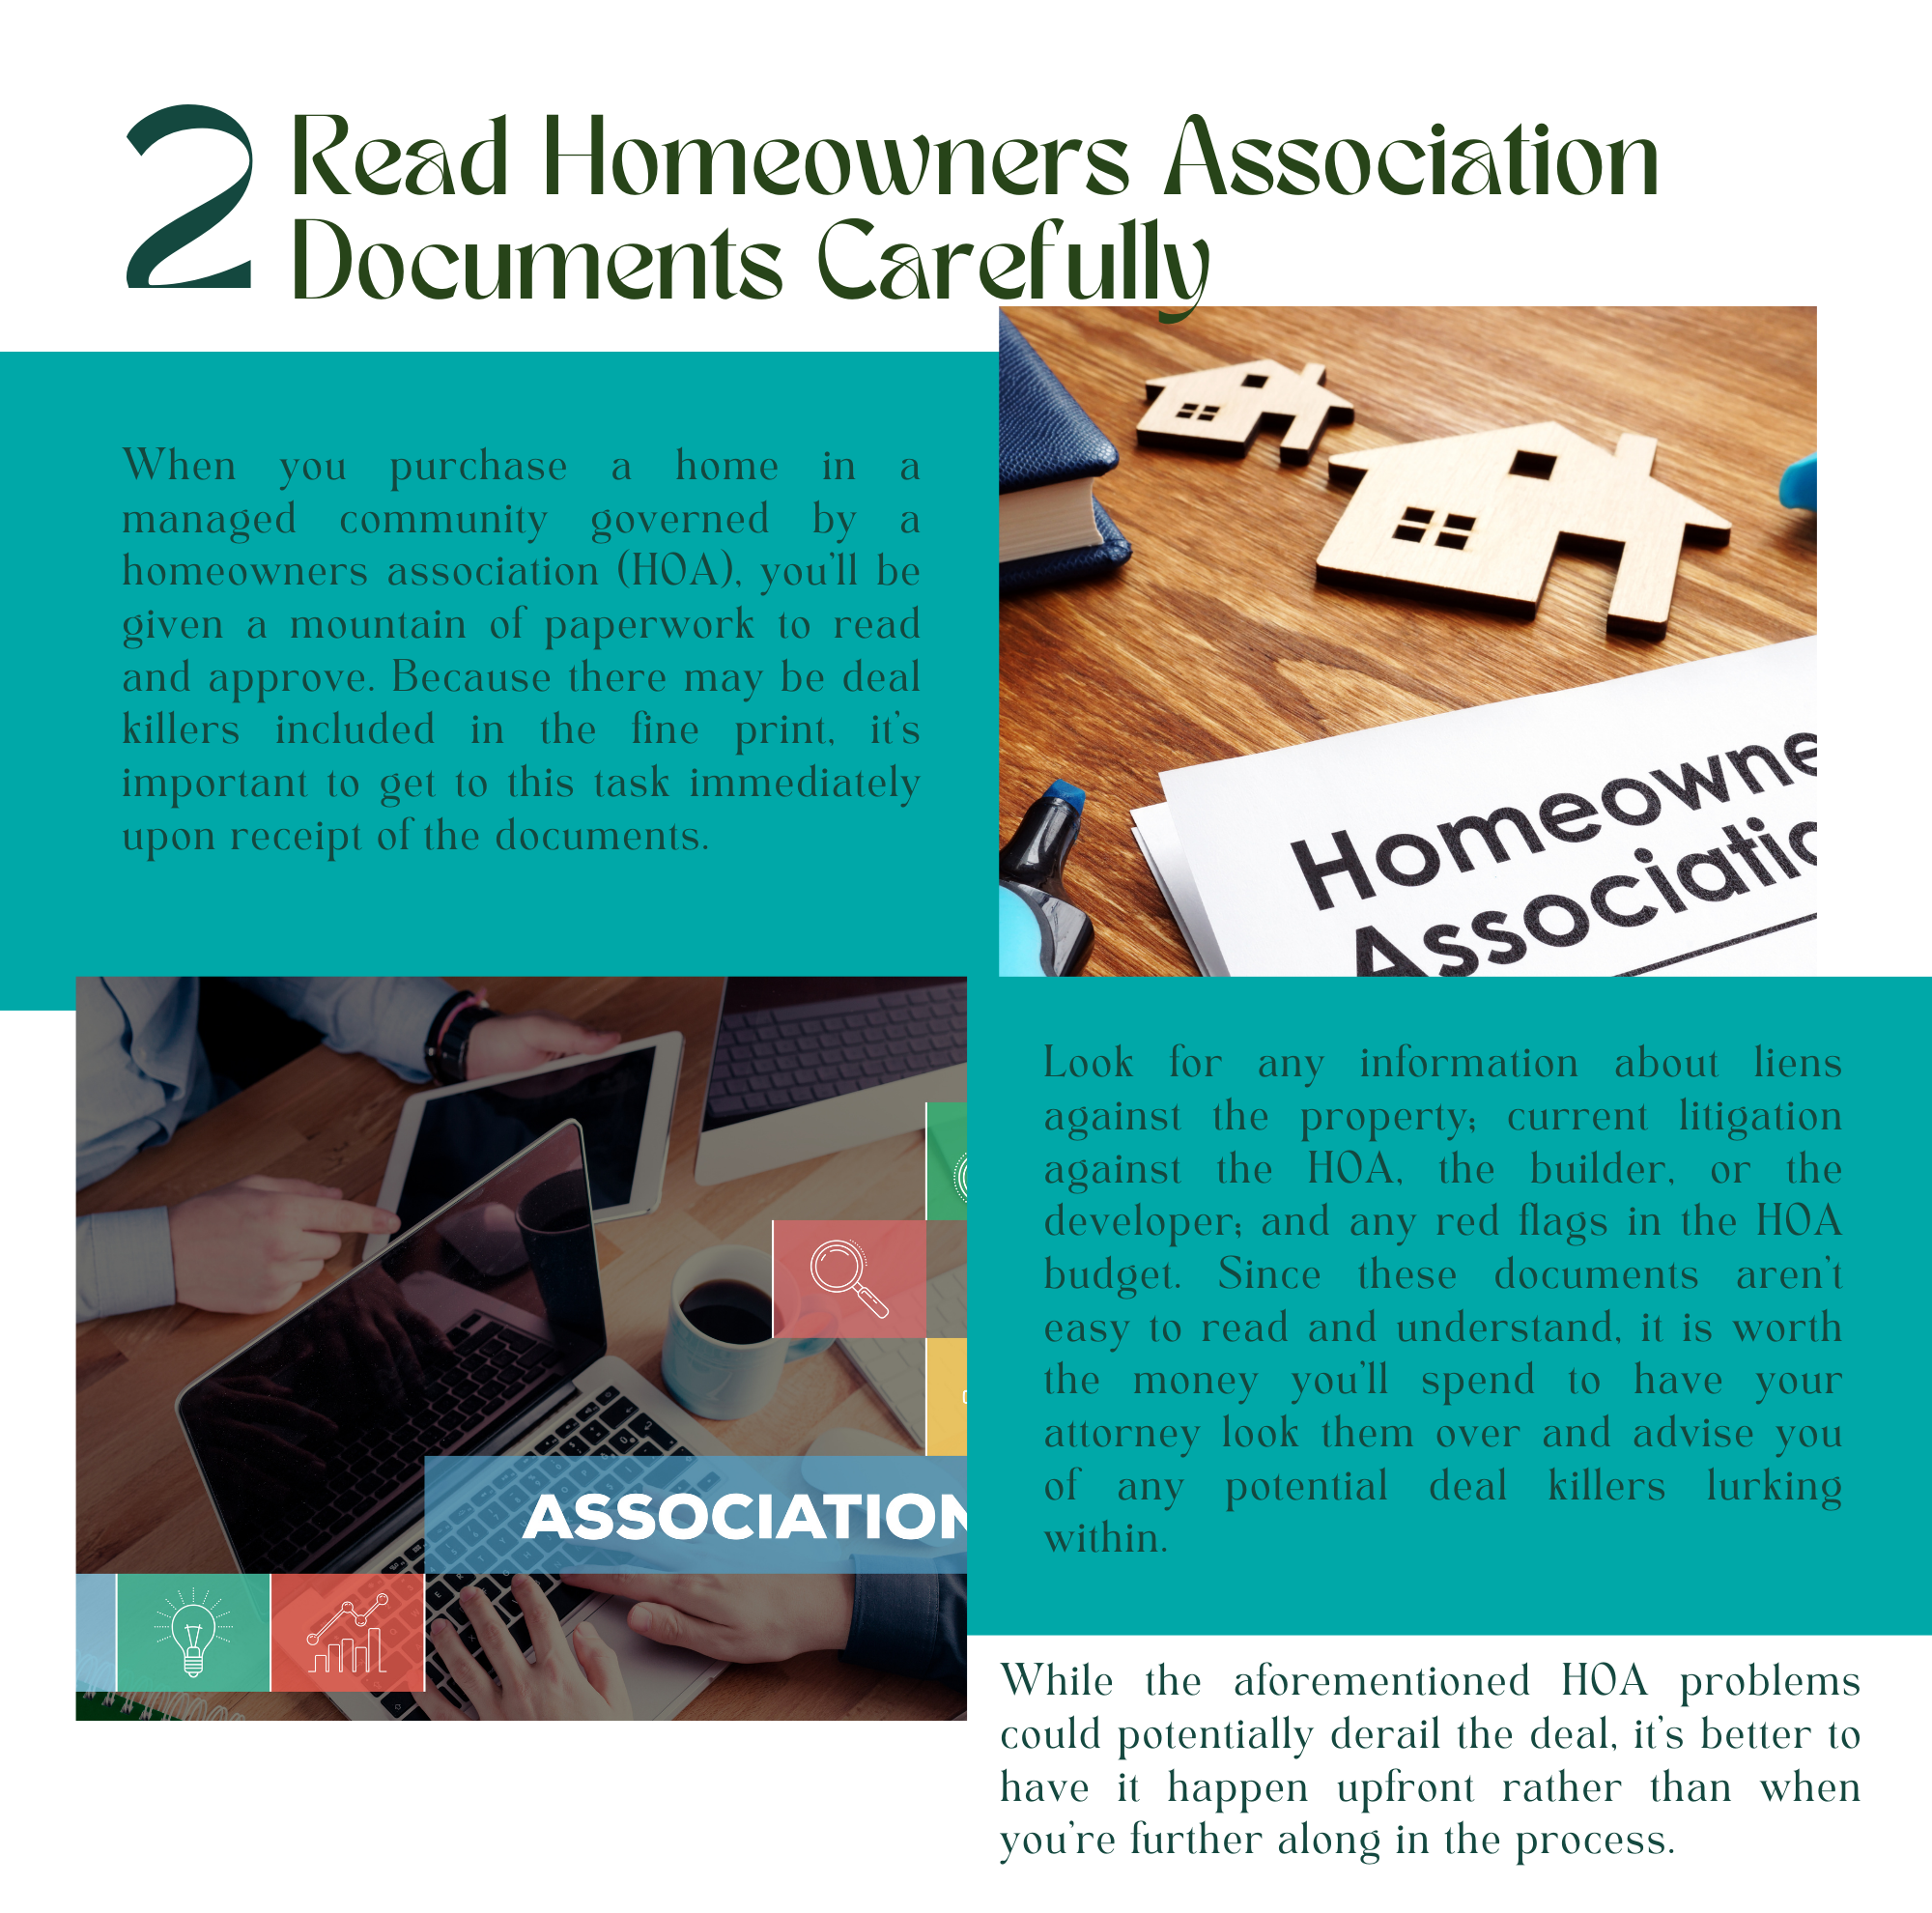 2
Read Homeowners Association
Documents Carefully
When you purchase a home in a
managed community governed by a
homeowners association (HOA), you'll be
given a mountain of paperwork to read
and approve. Because there may be deal
killers included in the fine print, it's
important to get to this task immediately
upon receipt of the documents.
Homeowne
Associatio
ASSOCIATION
Look for any information about liens
against the property; current litigation
against the HOA, the builder, or the
developer; and any red flags in the HOA
budget. Since these documents aren't
easy to read and understand, it is worth
the money you'll spend to have your
attorney look them over and advise you
of any potential deal killers lurking
within.
While the aforementioned HOA problems
could potentially derail the deal, it's better to
have it happen upfront rather than when
you're further along in the process.